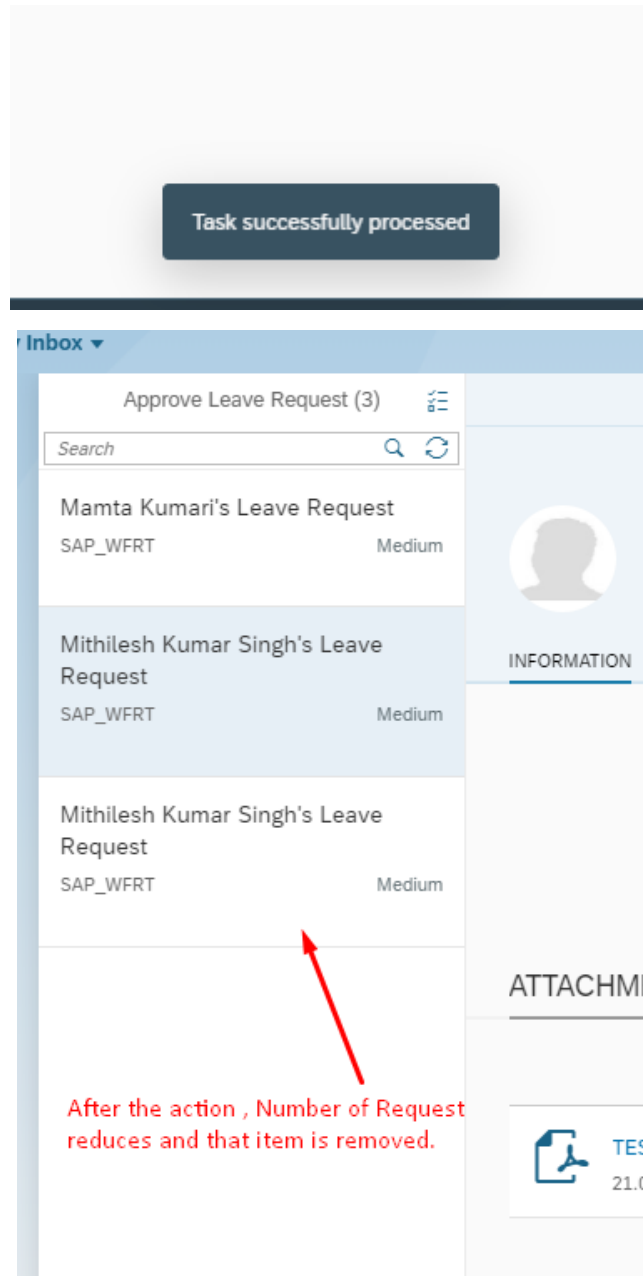 Task successfully processed
Inbox
Approve Leave Request (3)
Search
Mamta Kumari's Leave Request
SAP_WFRT Medium
Mithilesh Kumar Singh's Leave
Request
SAP_WFRT Medium
INFORMATION
Mithilesh Kumar Singh's Leave
Request
SAP_WFRT Medium
After the action , Number of Request
reduces and that item is removed.